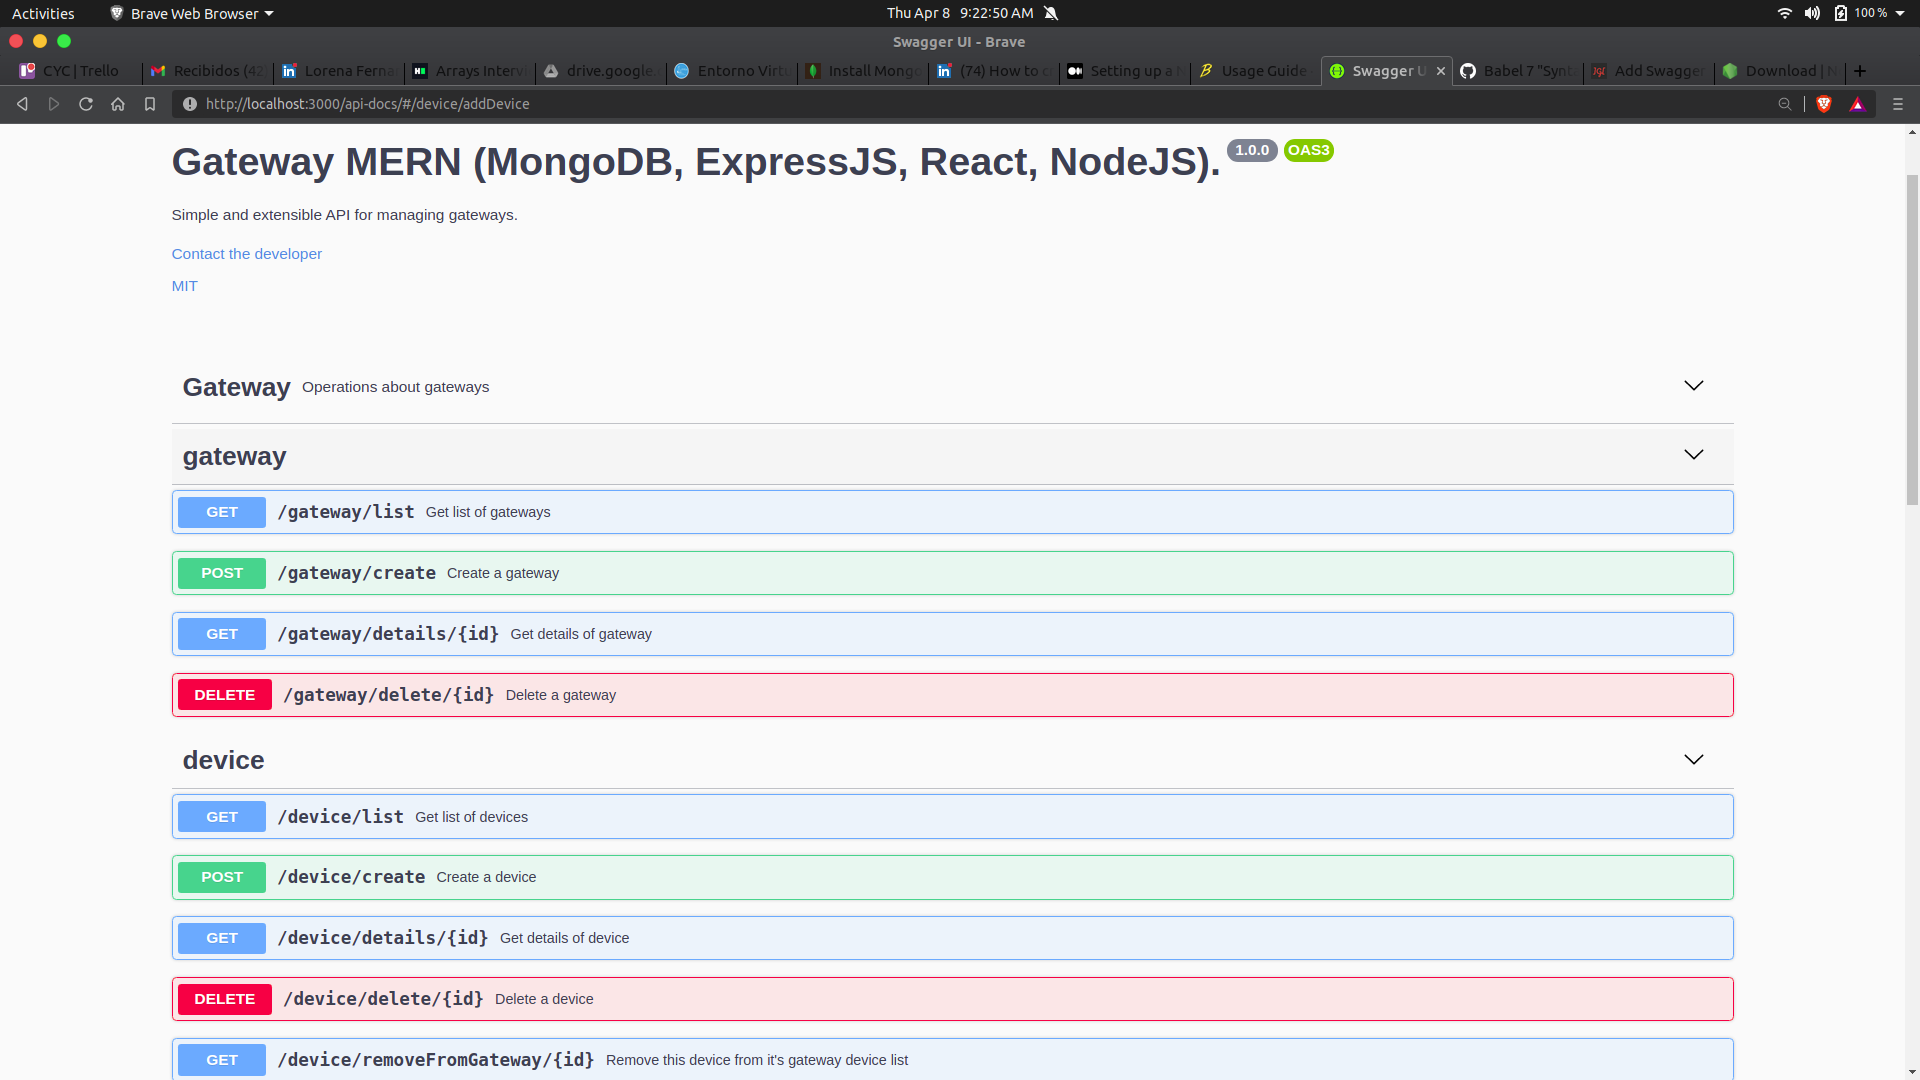 Activities Brave Web Browser Thu Apr 8 9:22:50 AM 100 %
Swagger UI - Brave
CYC | Trello Recibidos (42 Lorena Ferna Arrays Interv drive.google. Entorno Virtu Install Mongo (74) How to c Setting up a Usage Guide Swagger U Babel 7 "Synta Add Swagger Download |
http://localhost:3000/api-docs/#/device/addDevice
Gateway MERN (MongoDB, ExpressJS, React, NodeJS). 1.0.0 OAS3
Simple and extensible API for managing gateways.
Contact the developer
MIT
Gateway Operations about gateways
gateway
GET /gateway/list Get list of gateways
POST /gateway/create Create a gateway
GET /gateway/details/{id} Get details of gateway
DELETE /gateway/delete/{id} Delete a gateway
device
GET /device/list Get list of devices
POST /device/create Create a device
GET /device/details/{id} Get details of device
DELETE /device/delete/{id} Delete a device
GET /device/removeFromGateway/{id} Remove this device from it's gateway device list